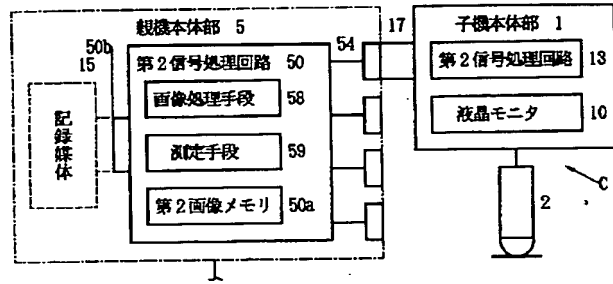 親機本体部 5
50b
15
第2信号処理回路 50
54
17
子機本体部 1
第2信号処理回路 13
液晶モニタ 10
画像処理手段 58
測定手段 59
第2画像メモリ 50a
記録媒体
2
C